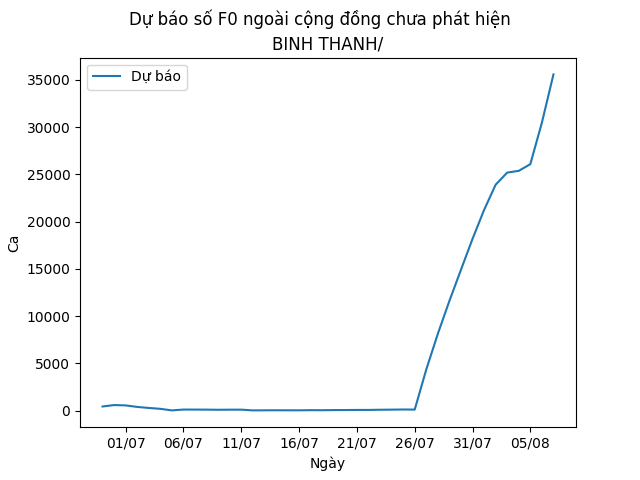 Dự báo số F0 ngoài cộng đồng chưa phát hiện
BINH THANH/
Dự báo
Ca
35000
30000
25000
20000
15000
10000
5000
0
01/07 06/07 11/07 16/07 21/07 26/07 31/07 05/08
Ngày